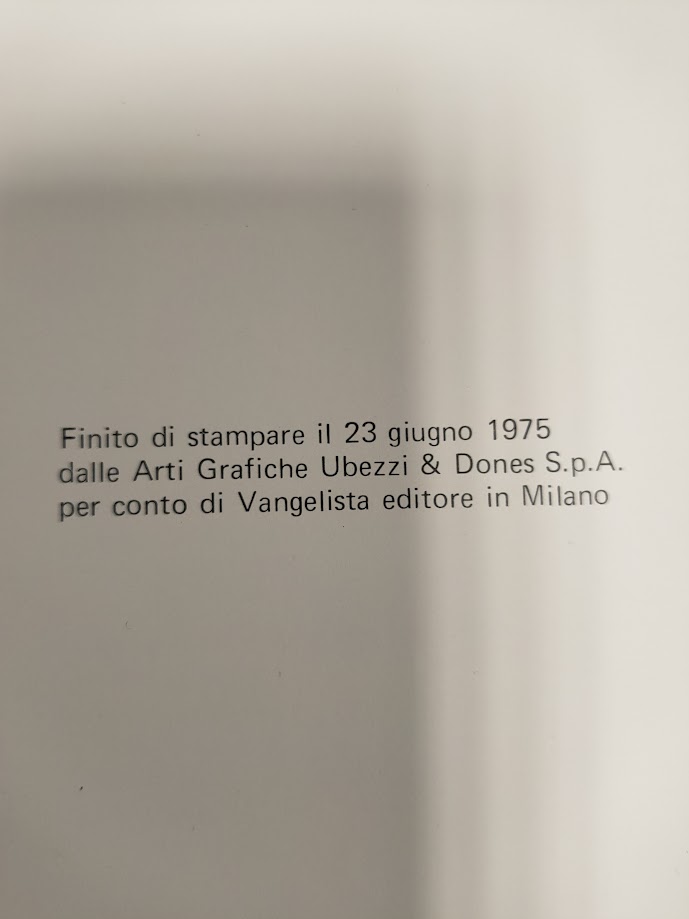 Finito di stampare il 23 giugno 1975
dalle Arti Grafiche Ubezzi & Dones S.p.A.
per conto di Vangelista editore in Milano